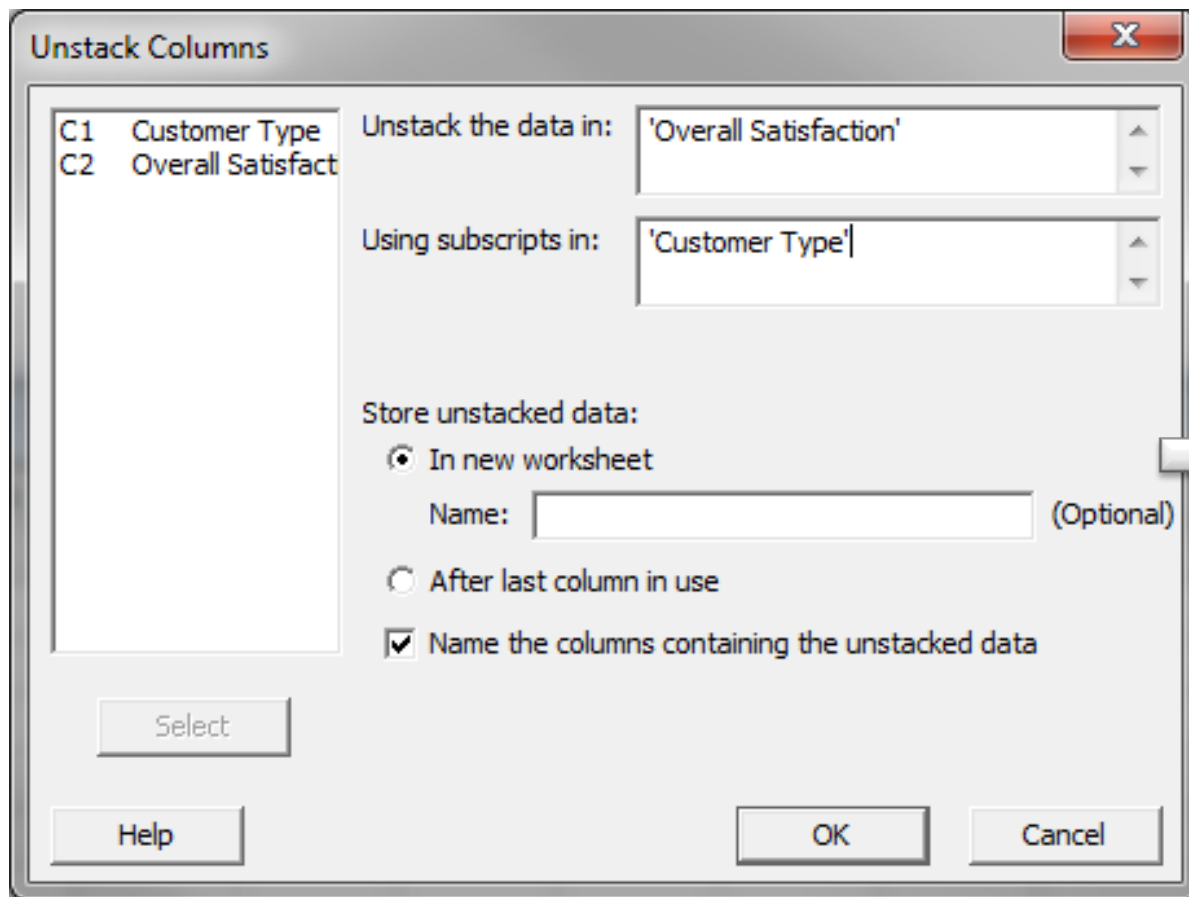 Unstack Columns
C1 Customer Type
C2 Overall Satisfacti
Unstack the data in: 'Overall Satisfaction'
Using subscripts in: 'Customer Type'
Store unstacked data:
In new worksheet
Name: (Optional)
After last column in use
Name the columns containing the unstacked data
Select
Help OK Cancel